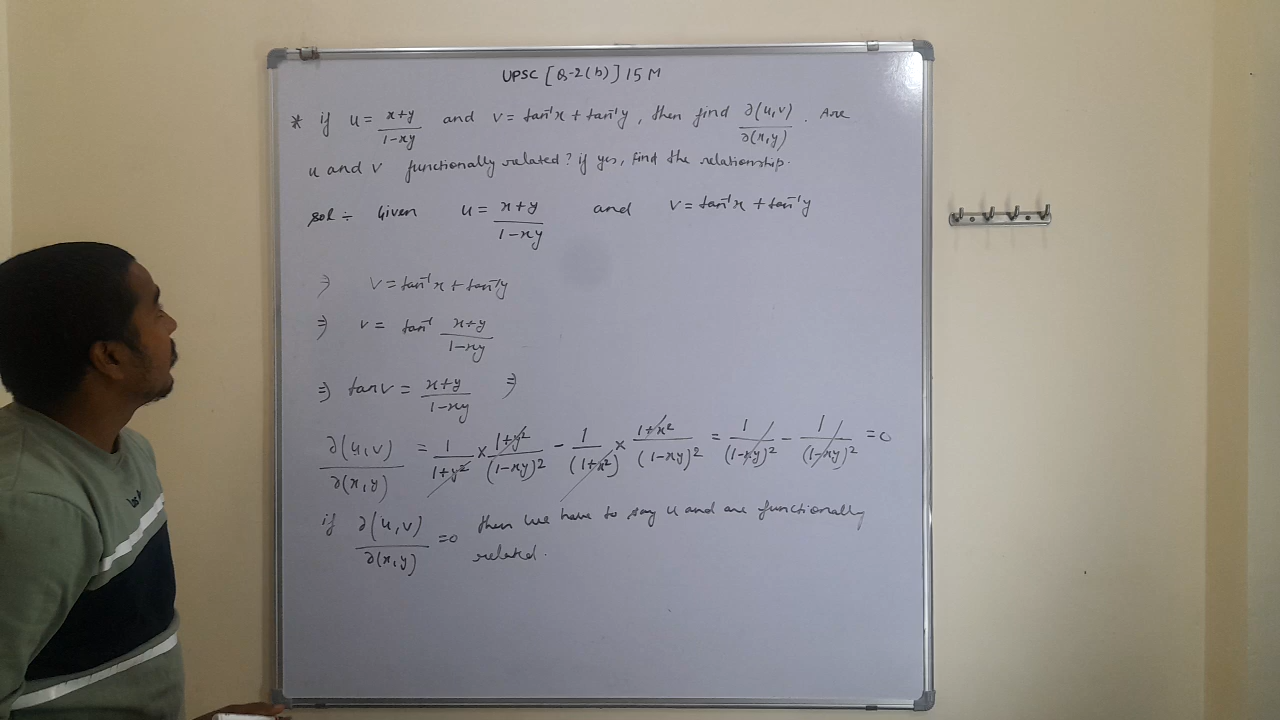 UPSC [Q-2(b)] 15 M
* if u = x+y/1-xy and v = tan⁻¹x + tan⁻¹y, then find ∂(u,v)/∂(x,y). Are
u and v functionally related? if yes, find the relationship.
Sol ÷ Given u = x+y/1-xy and v = tan⁻¹x + tan⁻¹y
⇒ v = tan⁻¹x + tan⁻¹y
⇒ v = tan⁻¹ x+y/1-xy
⇒ tanv = x+y/1-xy ⇒
∂(u,v)/∂(x,y) = 1/1+y² × 1+y²/(1-xy)² - 1/(1+x²) × 1+x²/(1-xy)² = 1/(1-xy)² - 1/(1-xy)² = 0
if ∂(u,v)/∂(x,y) = 0 then we have to say u and are functionally
related.